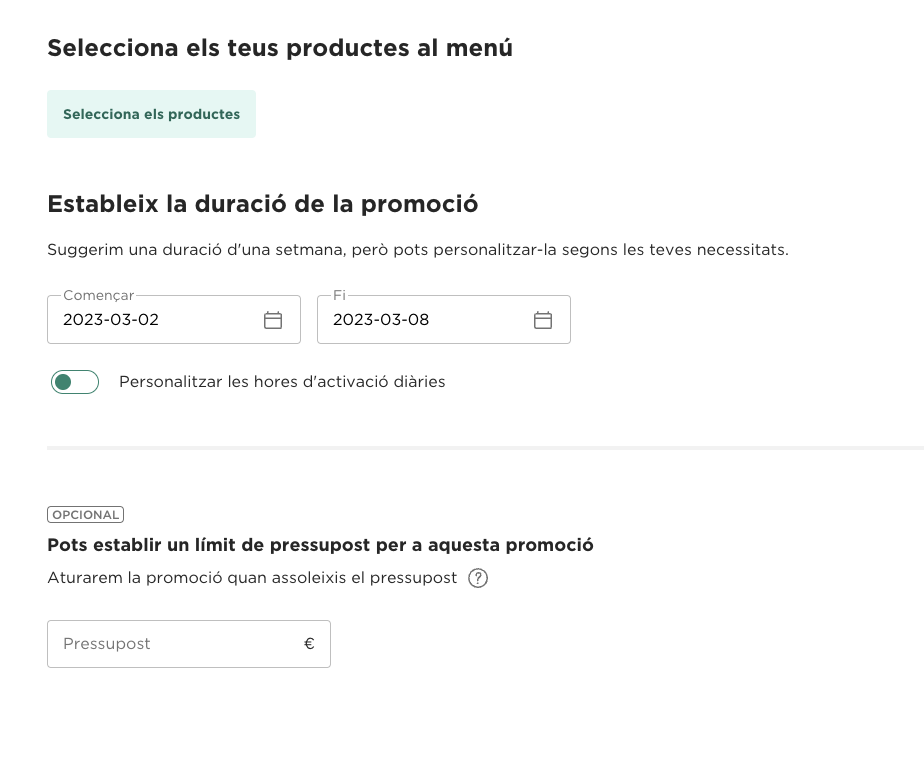 Selecciona els teus productes al menú
Selecciona els productes
Estableix la duració de la promoció
Suggerim una duració d'una setmana, però pots personalitzar-la segons les teves necessitats.
Començar
2023-03-02
Fi
2023-03-08
Personalitzar les hores d'activació diàries
OPCIONAL
Pots establir un límit de pressupost per a aquesta promoció
Aturarem la promoció quan assoleixis el pressupost ?
Pressupost €